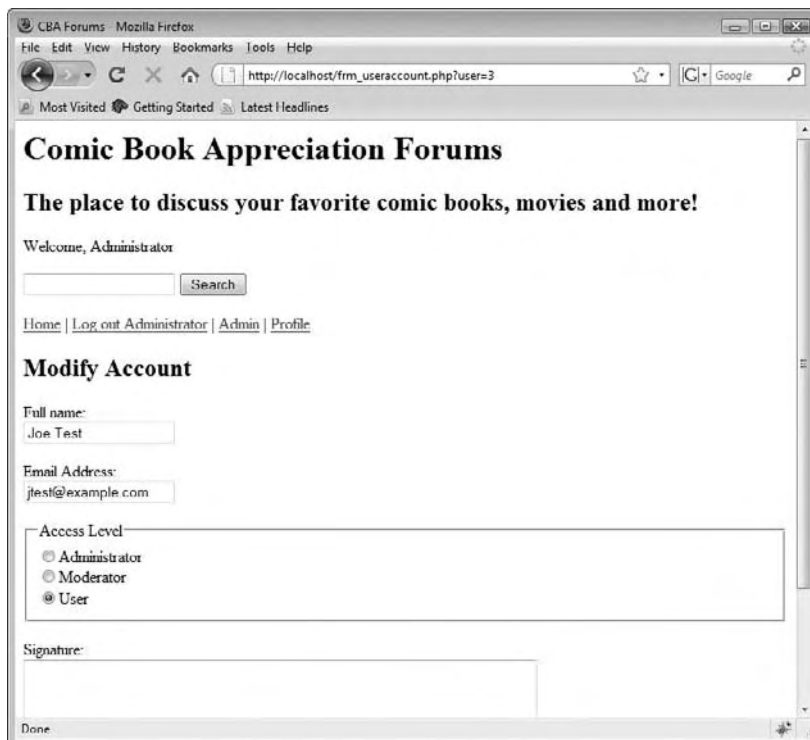 CBA Forums - Mozilla Firefox
File Edit View History Bookmarks Tools Help
http://localhost/frm_useraccount.php?user=3
G
Google
Most Visited Getting Started Latest Headlines
Comic Book Appreciation Forums
The place to discuss your favorite comic books, movies and more!
Welcome, Administrator
Search
Home | Log out Administrator | Admin | Profile
Modify Account
Full name:
Joe Test
Email Address:
jtest@example.com
Access Level
Administrator
Moderator
User
Signature:
Done